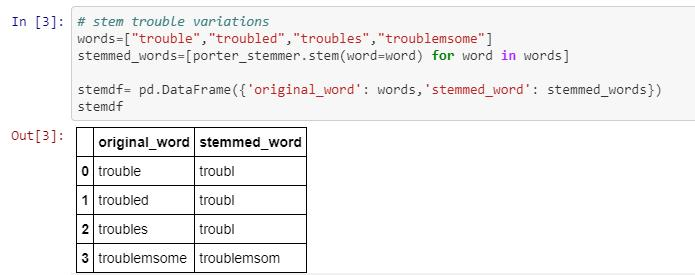 In [3]: # stem trouble variations
words=["trouble","troubled","troubles","troublemsome"]
stemmed_words=[porter_stemmer.stem(word=word) for word in words]
stemdf= pd.DataFrame({'original_word': words,'stemmed_word': stemmed_words})
stemdf
Out[3]:
original_word stemmed_word
0 trouble troubl
1 troubled troubl
2 troubles troubl
3 troublemsome troublemsom